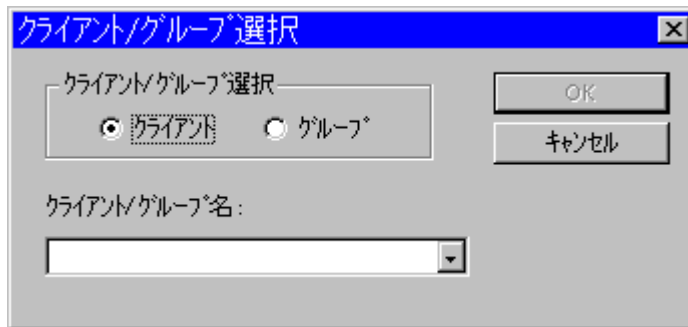 クライアント/グループ選択
ｸﾗｲｱﾝﾄ/ｸﾞﾙｰﾌﾟ選択
ｸﾗｲｱﾝﾄ ｸﾞﾙｰﾌﾟ
OK
ｷｬﾝｾﾙ
ｸﾗｲｱﾝﾄ/ｸﾞﾙｰﾌﾟ名：